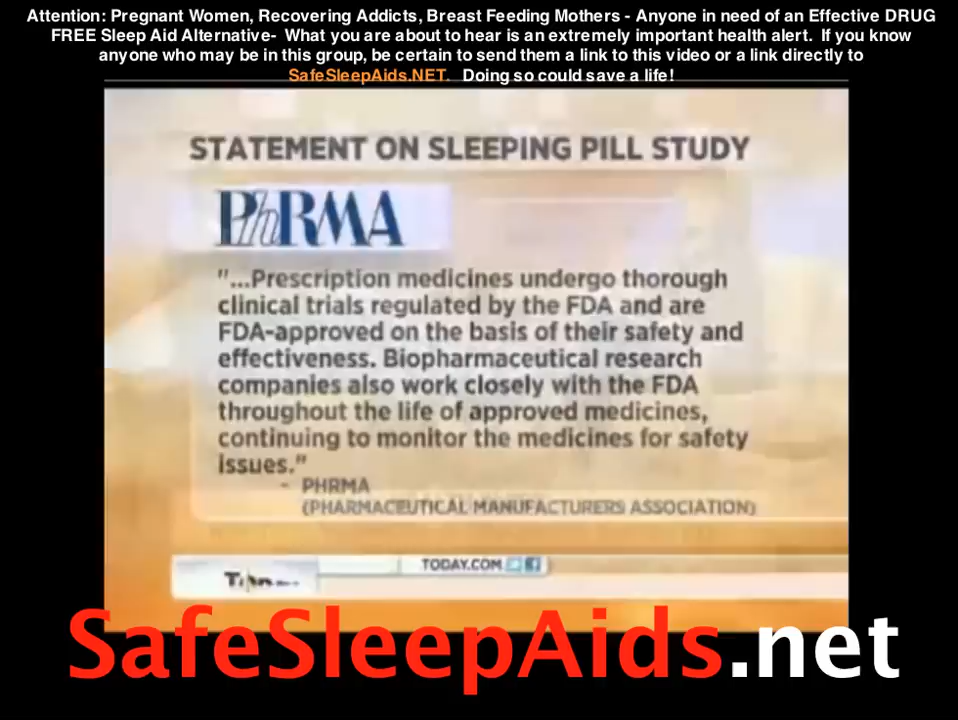 Attention: Pregnant Women, Recovering Addicts, Breast Feeding Mothers - Anyone in need of an Effective DRUG
FREE Sleep Aid Alternative- What you are about to hear is an extremely important health alert. If you know
anyone who may be in this group, be certain to send them a link to this video or a link directly to
SafeSleepAids.NET. Doing so could save a life!
STATEMENT ON SLEEPING PILL STUDY
PhRMA
"...Prescription medicines undergo thorough
clinical trials regulated by the FDA and are
FDA-approved on the basis of their safety and
effectiveness. Biopharmaceutical research
companies also work closely with the FDA
throughout the life of approved medicines,
continuing to monitor the medicines for safety
issues."
- PHRMA
(PHARMACEUTICAL MANUFACTURERS ASSOCIATION)
TODAY.COM
SafeSleepAids.net